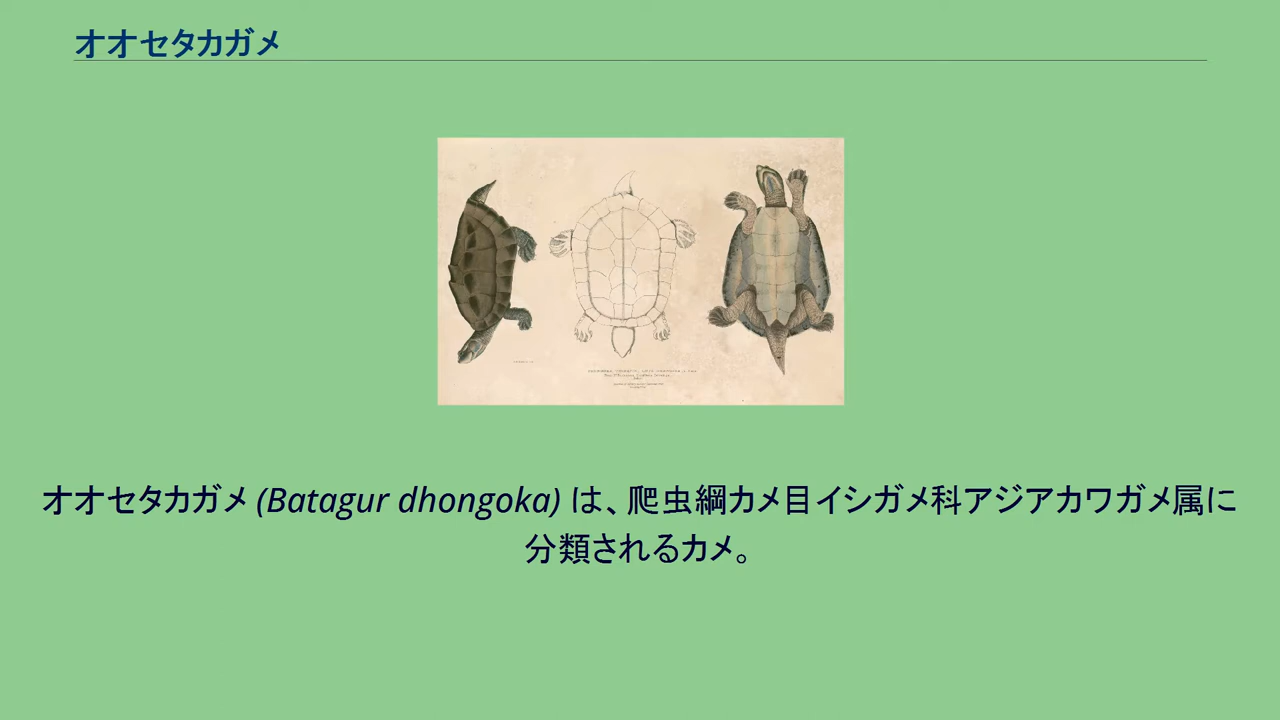 オオセタカガメ
オオセタカガメ (Batagur dhongoka) は、爬虫綱カメ目イシガメ科アジアカワガメ属に
分類されるカメ。